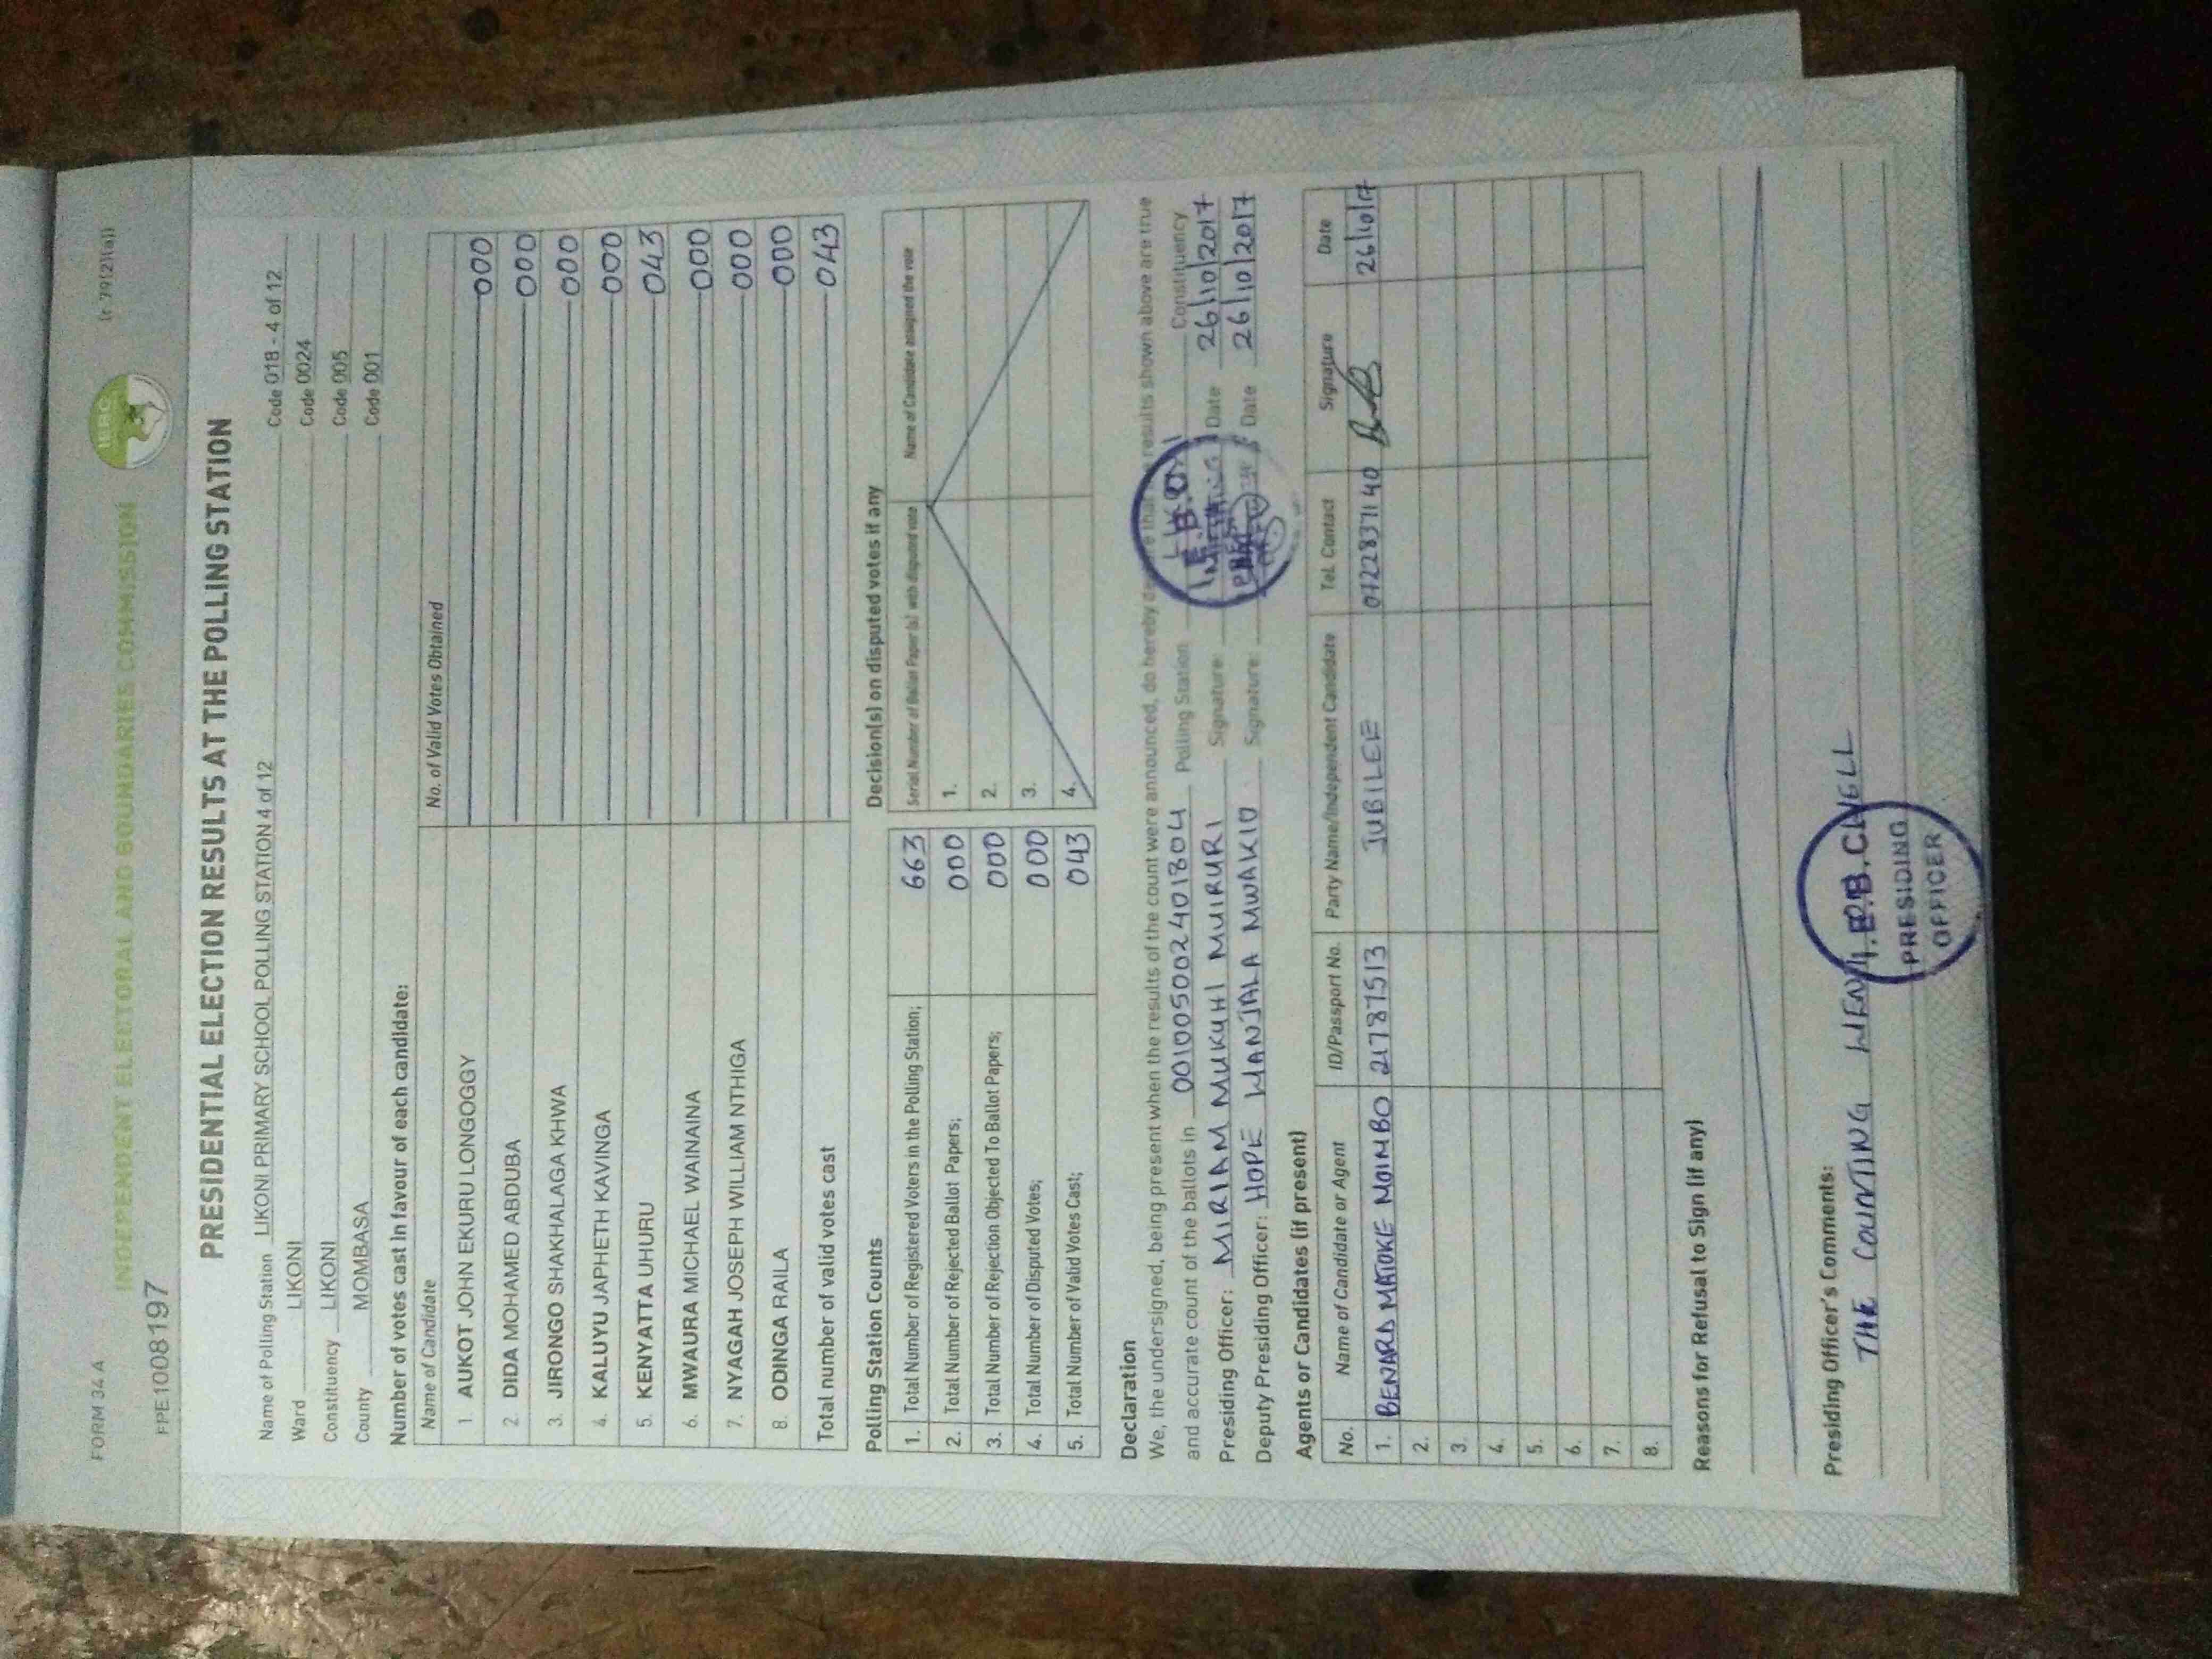 FORM 34 A (r 79(2)(a))
INDEPENDENT ELECTORAL AND BOUNDARIES COMMISSION IEBC
FPE1008197
PRESIDENTIAL ELECTION RESULTS AT THE POLLING STATION
Name of Polling Station LIKONI PRIMARY SCHOOL POLLING STATION 4 of 12 Code 018 - 4 of 12
Ward LIKONI Code 0024
Constituency LIKONI Code 005
County MOMBASA Code 001
Number of votes cast in favour of each candidate:
Name of Candidate No. of Valid Votes Obtained
1. AUKOT JOHN EKURU LONGOGGY 000
2. DIDA MOHAMED ABDUBA 000
3. JIRONGO SHAKHALAGA KHWA 000
4. KALUYU JAPHETH KAVINGA 000
5. KENYATTA UHURU 043
6. MWAURA MICHAEL WAINAINA 000
7. NYAGAH JOSEPH WILLIAM NTHIGA 000
8. ODINGA RAILA 000
Total number of valid votes cast 043
Polling Station Counts
1. Total Number of Registered Voters in the Polling Station; 663
2. Total Number of Rejected Ballot Papers; 000
3. Total Number of Rejection Objected To Ballot Papers; 000
4. Total Number of Disputed Votes; 000
5. Total Number of Valid Votes Cast; 043
Decision(s) on disputed votes if any
Serial Number of Ballot Paper(s) with disputed vote Name of Candidate assigned the vote
1.
2.
3.
4.
Declaration
We, the undersigned, being present when the results of the count were announced, do hereby declare that the results shown above are true
and accurate count of the ballots in 001005002401804 Polling Station LIKONI Constituency
Presiding Officer: MIRIAM MUKUHI MUIRURI Signature: Date 26/10/2017
Deputy Presiding Officer: HOPE WANJALA MWAKIO Signature: Date 26/10/2017
Agents or Candidates (if present)
No. Name of Candidate or Agent ID/Passport No. Party Name/Independent Candidate Tel. Contact Signature Date
1. BENARD MATOKE MOINBO 21787513 JUBILEE 0722837140 26/10/17
2.
3.
4.
5.
6.
7.
8.
Reasons for Refusal to Sign (if any)
Presiding Officer's Comments:
THE COUNTING WENT WELL
I.E.B.C
PRESIDING
OFFICER